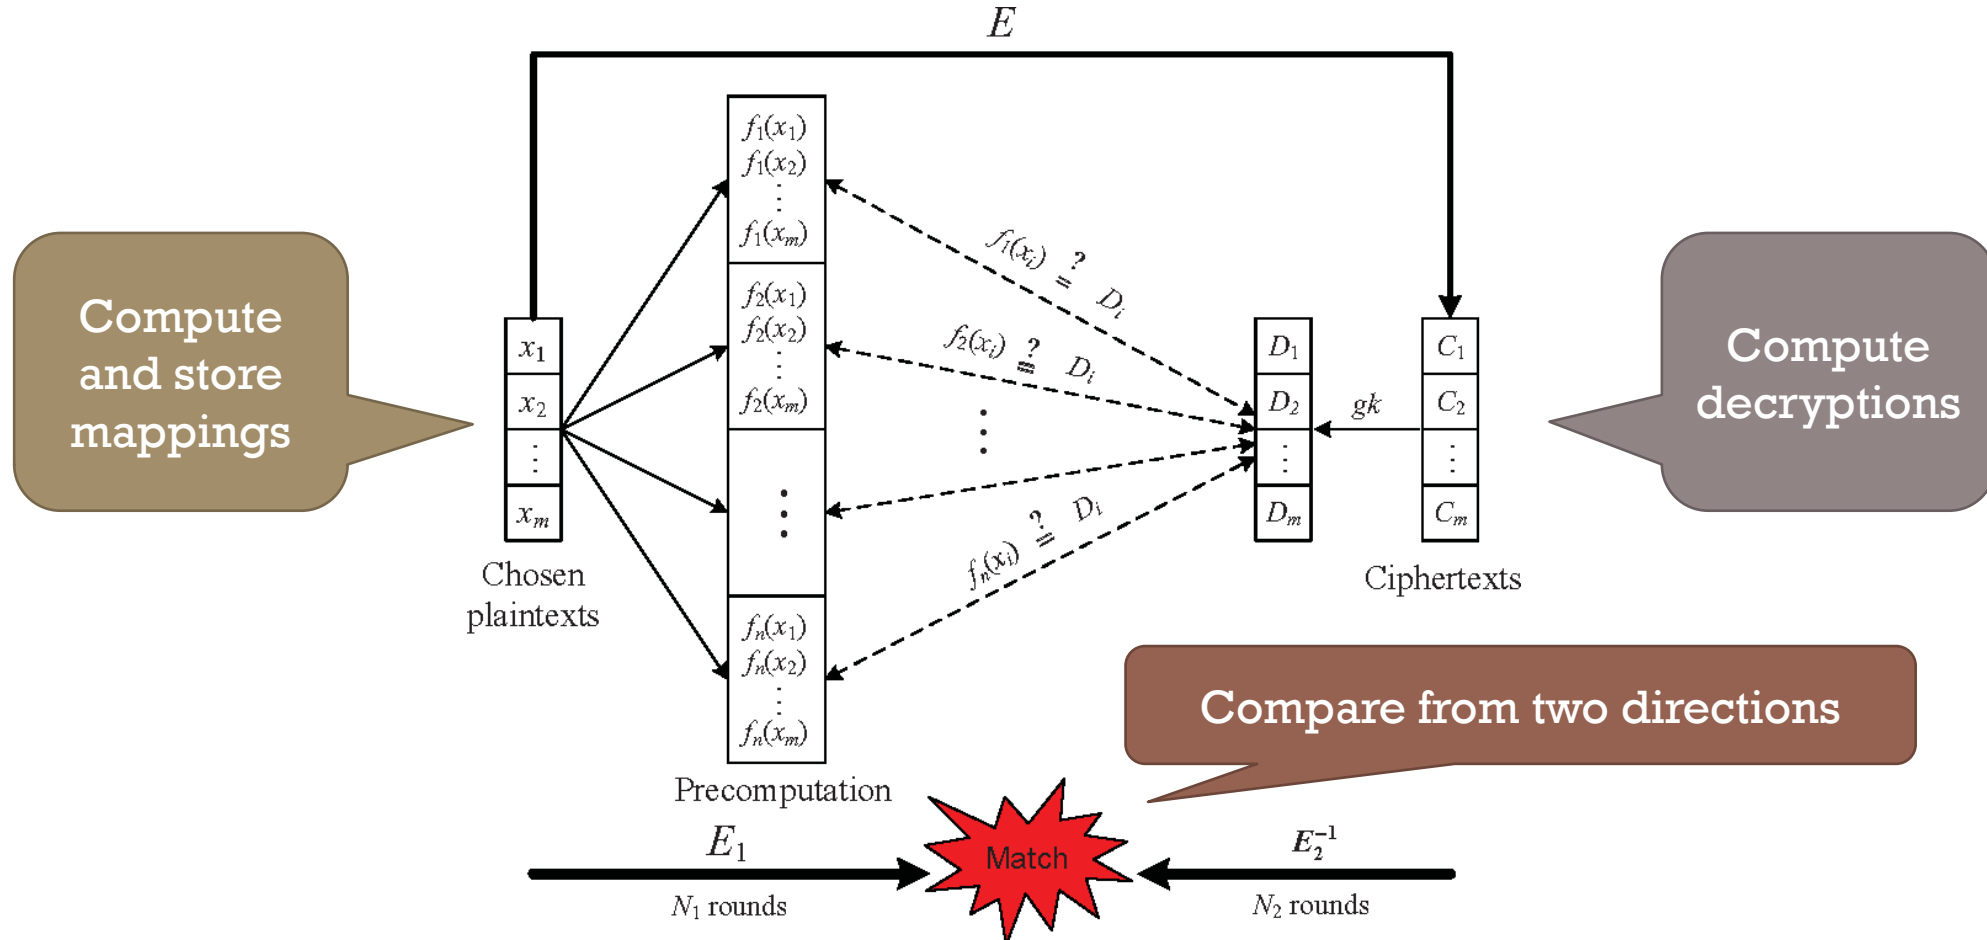 E
f₁(x₁)
f₁(x₂)
⋮
f₁(xₘ)
f₂(x₁)
f₂(x₂)
⋮
f₂(xₘ)
⋮
fₙ(x₁)
fₙ(x₂)
⋮
fₙ(xₘ)
Precomputation
Compute
and store
mappings
x₁
x₂
⋮
xₘ
Chosen
plaintexts
f₁(xᵢ) ≟ Dᵢ
f₂(xᵢ) ≟ Dᵢ
⋮
fₙ(xᵢ) ≟ Dᵢ
D₁
D₂
⋮
Dₘ
gk
C₁
C₂
⋮
Cₘ
Ciphertexts
Compute
decryptions
Compare from two directions
E₁
N₁ rounds
Match
E₂⁻¹
N₂ rounds